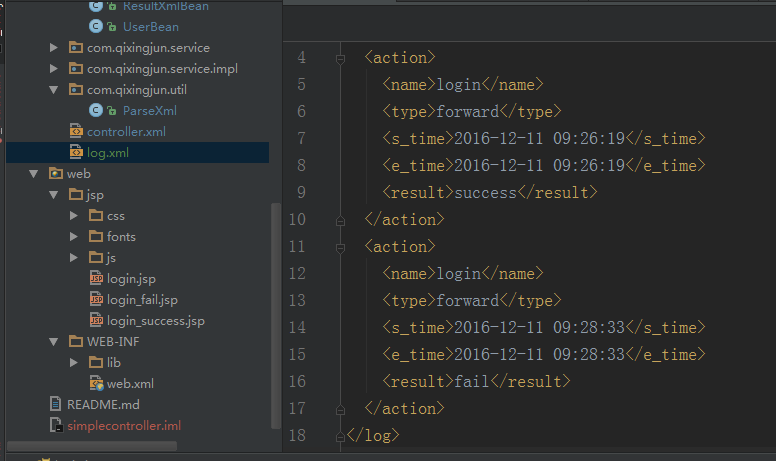 ResultXmlBean
UserBean
com.qixingjun.service
com.qixingjun.service.impl
com.qixingjun.util
ParseXml
controller.xml
log.xml
web
jsp
css
fonts
js
login.jsp
login_fail.jsp
login_success.jsp
WEB-INF
lib
web.xml
README.md
simplecontroller.iml
4 <action>
5 <name>login</name>
6 <type>forward</type>
7 <s_time>2016-12-11 09:26:19</s_time>
8 <e_time>2016-12-11 09:26:19</e_time>
9 <result>success</result>
10 </action>
11 <action>
12 <name>login</name>
13 <type>forward</type>
14 <s_time>2016-12-11 09:28:33</s_time>
15 <e_time>2016-12-11 09:28:33</e_time>
16 <result>fail</result>
17 </action>
18 </log>